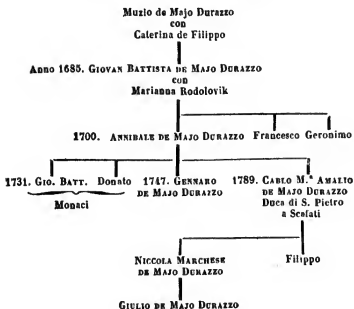 Muzio de Majo Durazzo
con
Caterina de Filippo
Anno 1685. GIOVAN BATTISTA DE MAJO DURAZZO
con
Marianna Rodolovik
1700. ANNIBALE DE MAJO DURAZZO Francesco Geronimo
1731. GIO. BATT. Donato 1747. GENNARO 1789. CARLO M.ª AMALIO
DE MAJO DURAZZO DE MAJO DURAZZO
Monaci Duca di S. Pietro
a Scafati
NICCOLA MARCHESE Filippo
DE MAJO DURAZZO
GIULIO DE MAJO DURAZZO